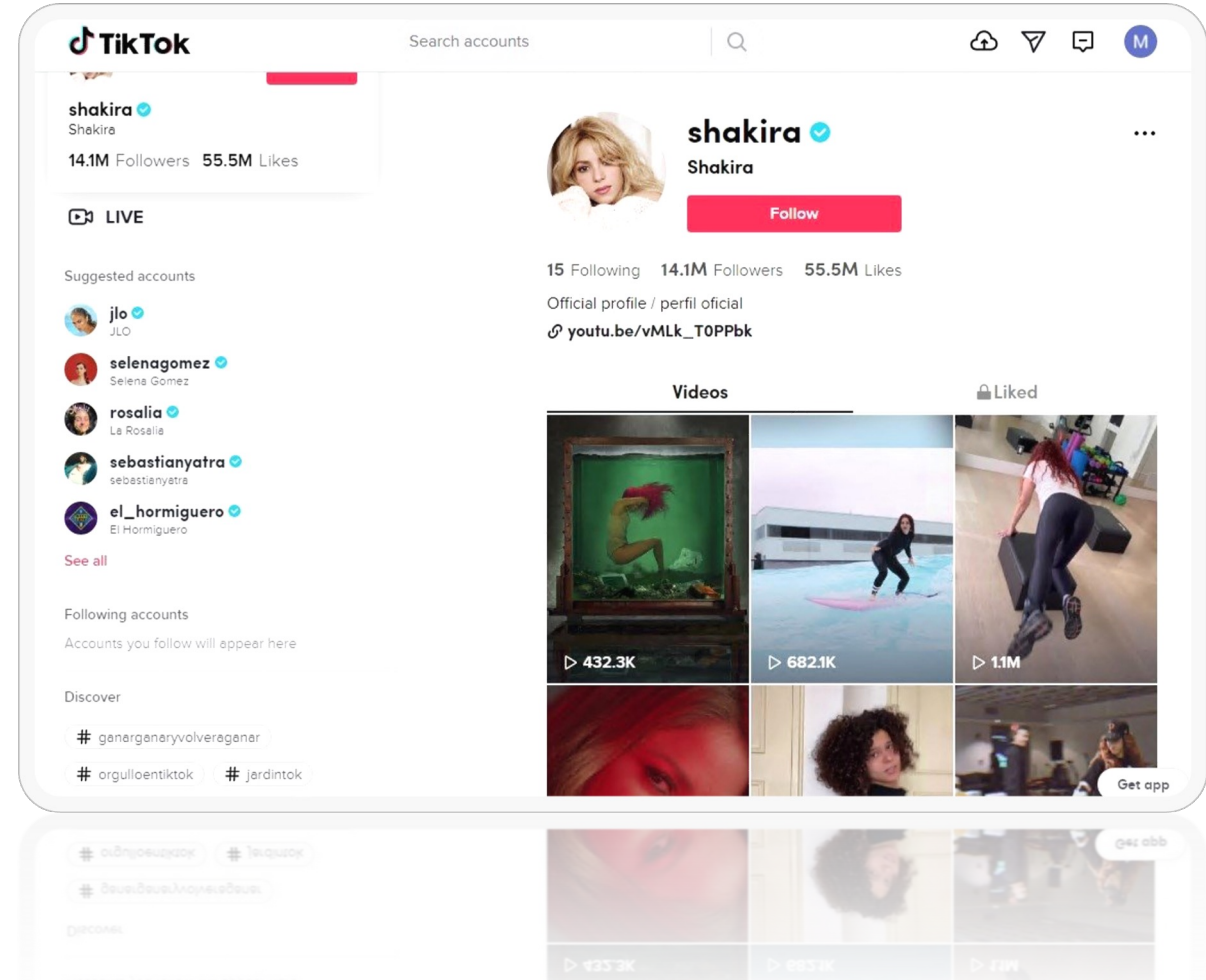 TikTok
Search accounts
M
shakira
Shakira
14.1M Followers 55.5M Likes
LIVE
Suggested accounts
jlo
JLO
selenagomez
Selena Gomez
rosalia
La Rosalia
sebastianyatra
sebastianyatra
el_hormiguero
El Hormiguero
See all
Following accounts
Accounts you follow will appear here
Discover
# ganarganaryvolveraganar
# orgulloentiktok # jardintok
shakira
Shakira
Follow
15 Following 14.1M Followers 55.5M Likes
Official profile / perfil oficial
youtu.be/vMLk_T0PPbk
Videos Liked
432.3K 682.1K 1.1M
Get app